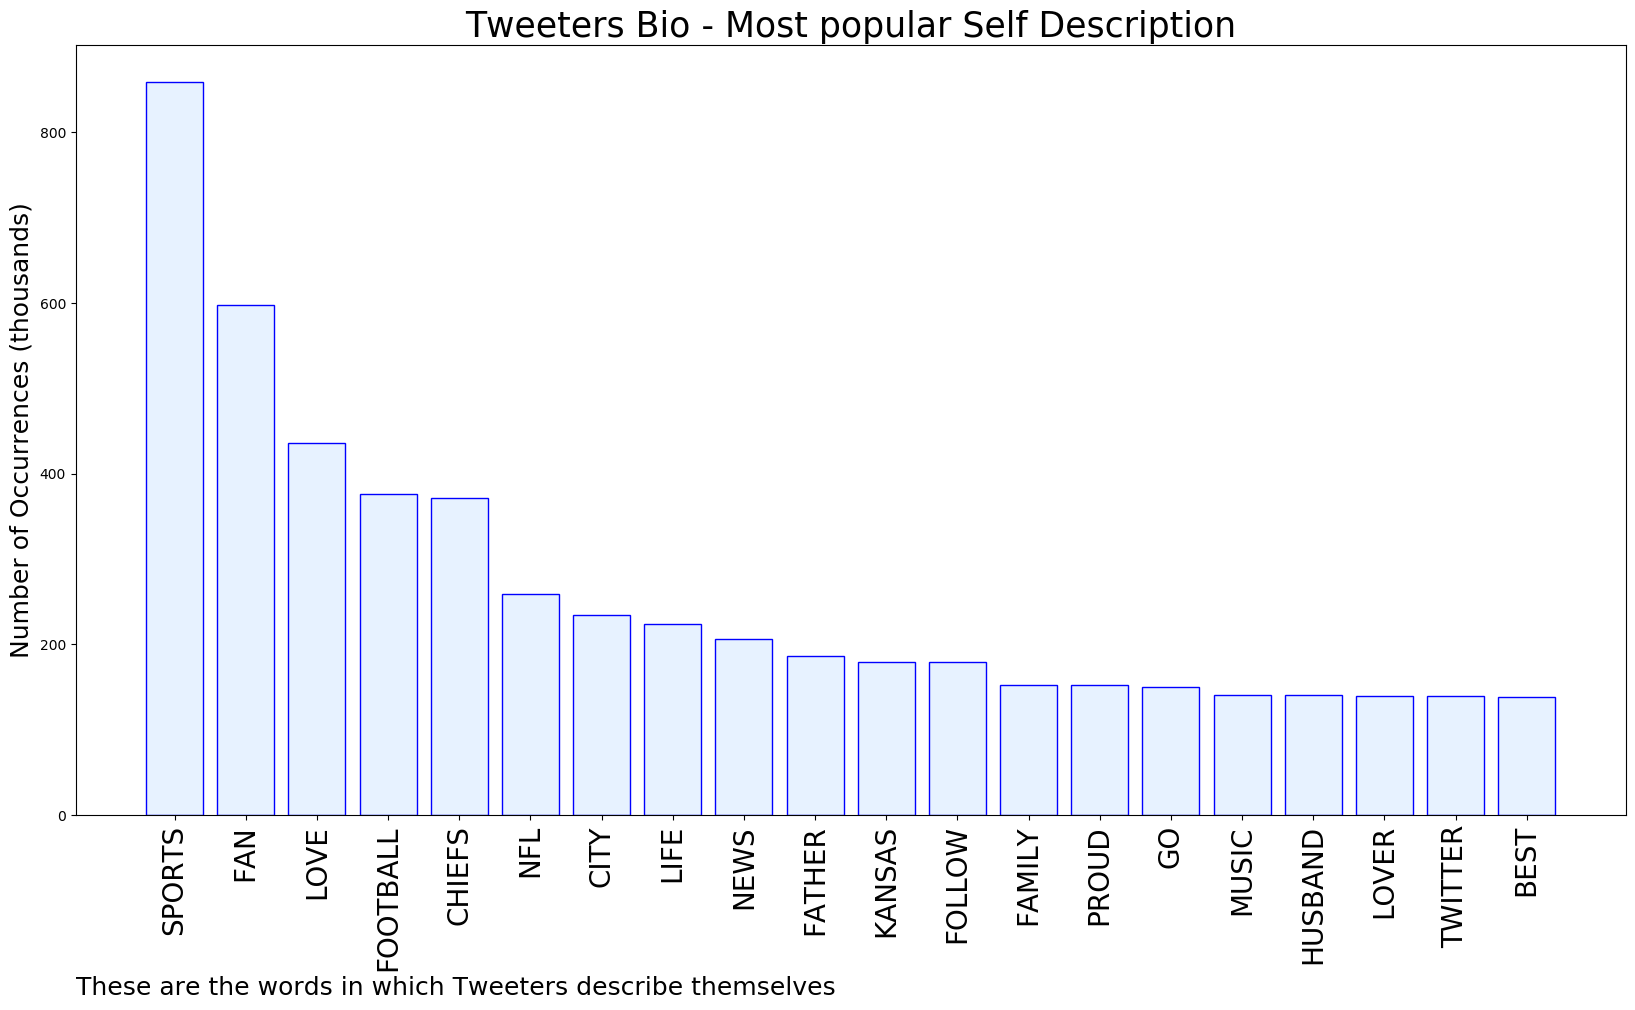 Tweeters Bio - Most popular Self Description
Number of Occurrences (thousands)
800
600
400
200
0
SPORTS
FAN
LOVE
FOOTBALL
CHIEFS
NFL
CITY
LIFE
NEWS
FATHER
KANSAS
FOLLOW
FAMILY
PROUD
GO
MUSIC
HUSBAND
LOVER
TWITTER
BEST
These are the words in which Tweeters describe themselves